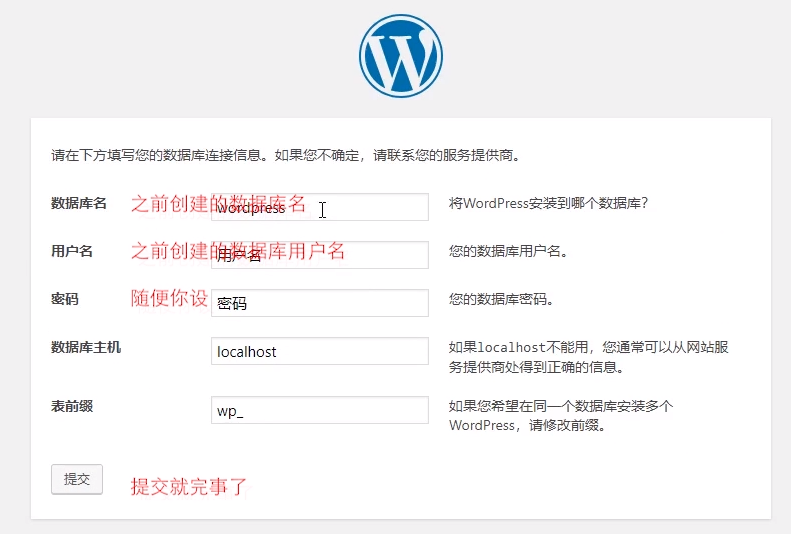 请在下方填写您的数据库连接信息。如果您不确定，请联系您的服务提供商。
数据库名
之前创建的数据库名
wordpress
将WordPress安装到哪个数据库？
用户名
之前创建的数据库用户名
用户名
您的数据库用户名。
密码
随便你设
密码
您的数据库密码。
数据库主机
localhost
如果localhost不能用，您通常可以从网站服
务提供商处得到正确的信息。
表前缀
wp_
如果您希望在同一个数据库安装多个
WordPress，请修改前缀。
提交
提交就完事了